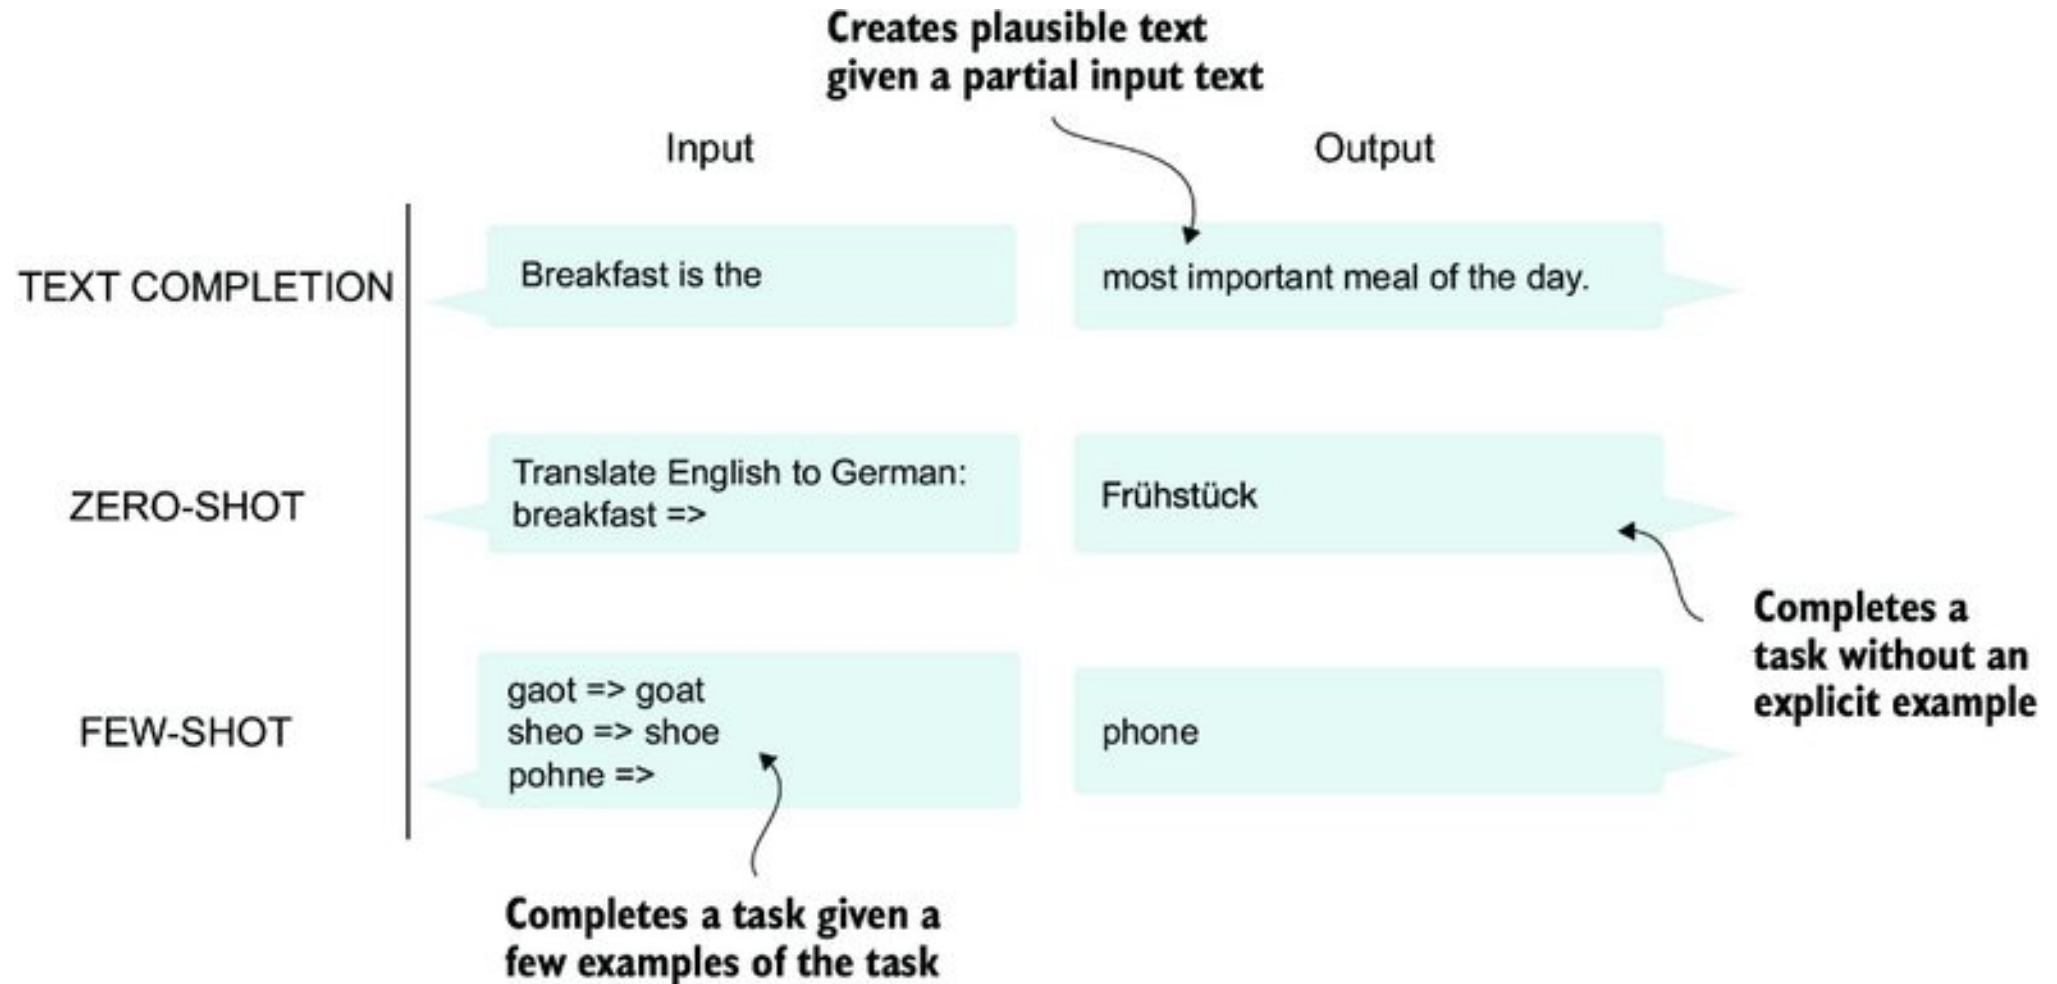 Creates plausible text
given a partial input text
Input
Output
TEXT COMPLETION
Breakfast is the
most important meal of the day.
ZERO-SHOT
Translate English to German:
breakfast =>
Frühstück
Completes a
task without an
explicit example
FEW-SHOT
gaot => goat
sheo => shoe
pohne =>
phone
Completes a task given a
few examples of the task